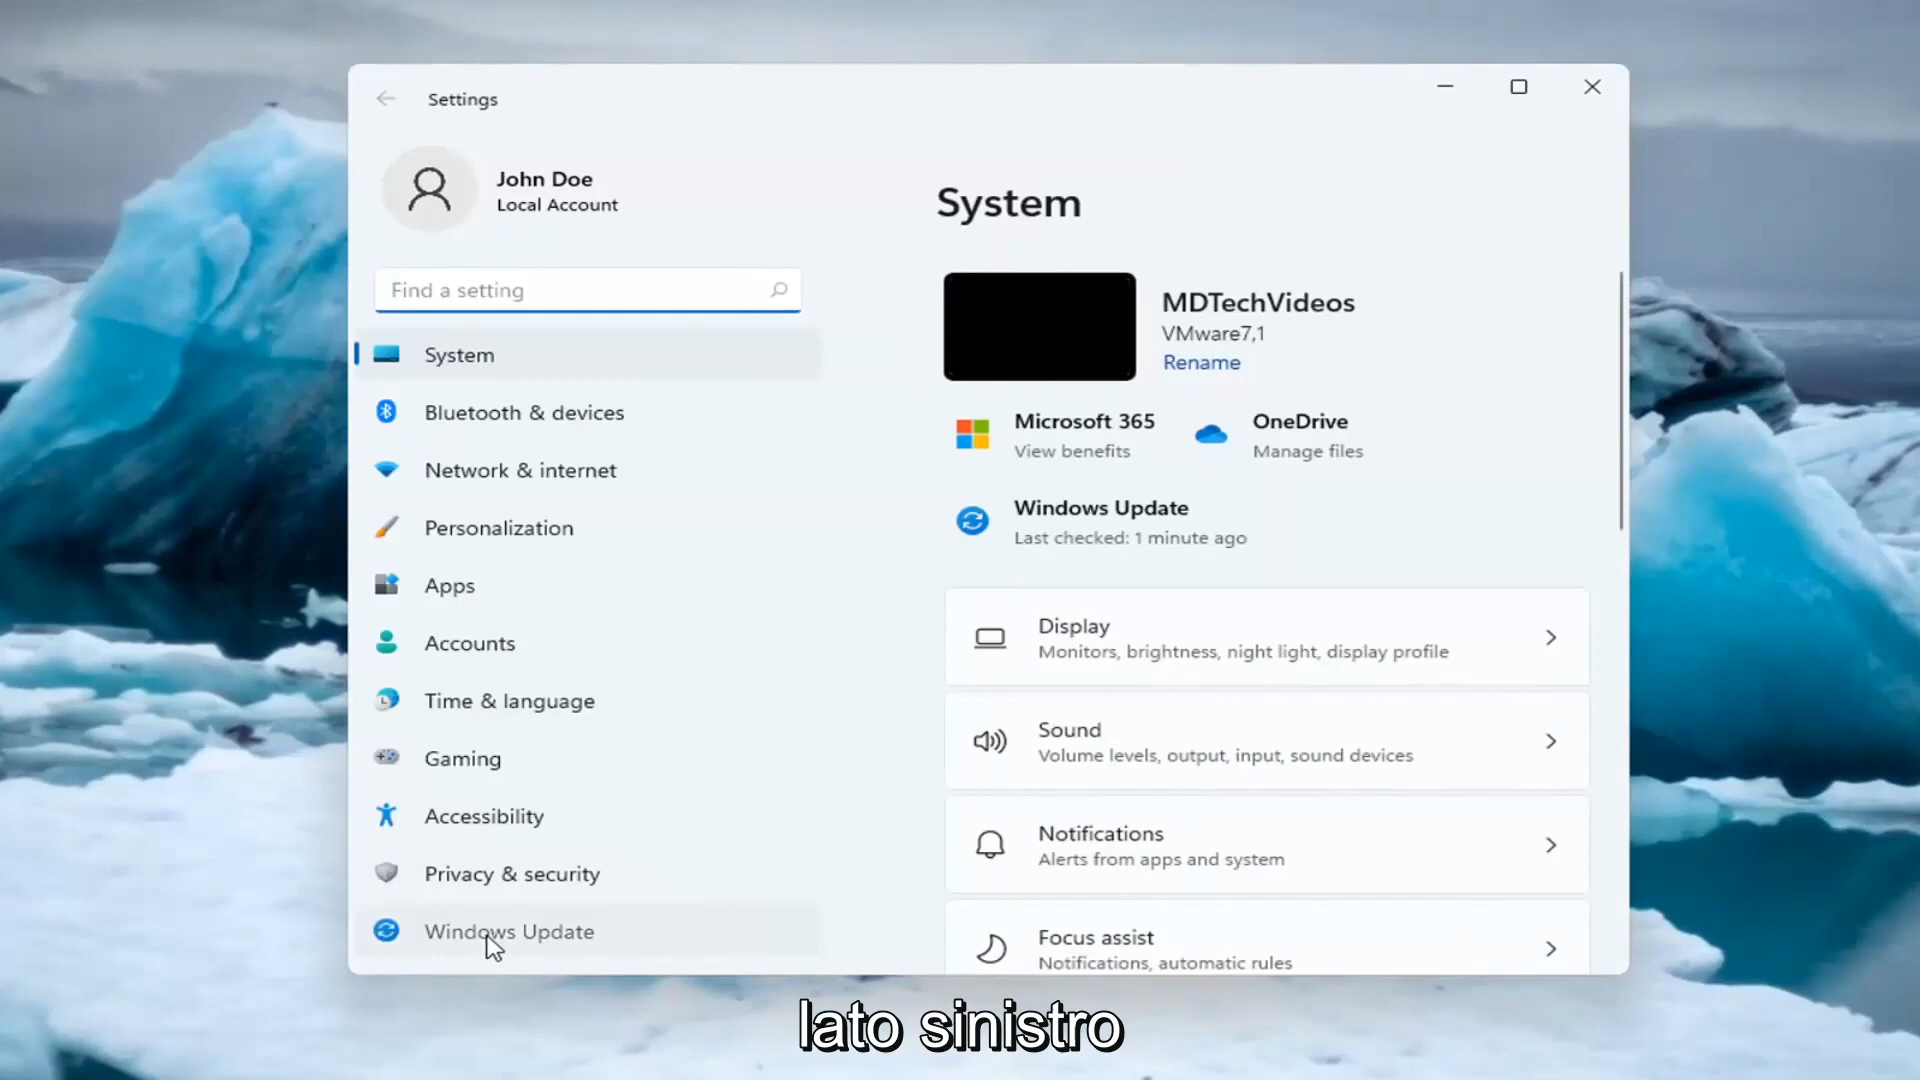 Settings
John Doe
Local Account
Find a setting
System
Bluetooth & devices
Network & internet
Personalization
Apps
Accounts
Time & language
Gaming
Accessibility
Privacy & security
Windows Update
System
MDTechVideos
VMware7,1
Rename
Microsoft 365
View benefits
OneDrive
Manage files
Windows Update
Last checked: 1 minute ago
Display
Monitors, brightness, night light, display profile
Sound
Volume levels, output, input, sound devices
Notifications
Alerts from apps and system
Focus assist
Notifications, automatic rules
lato sinistro